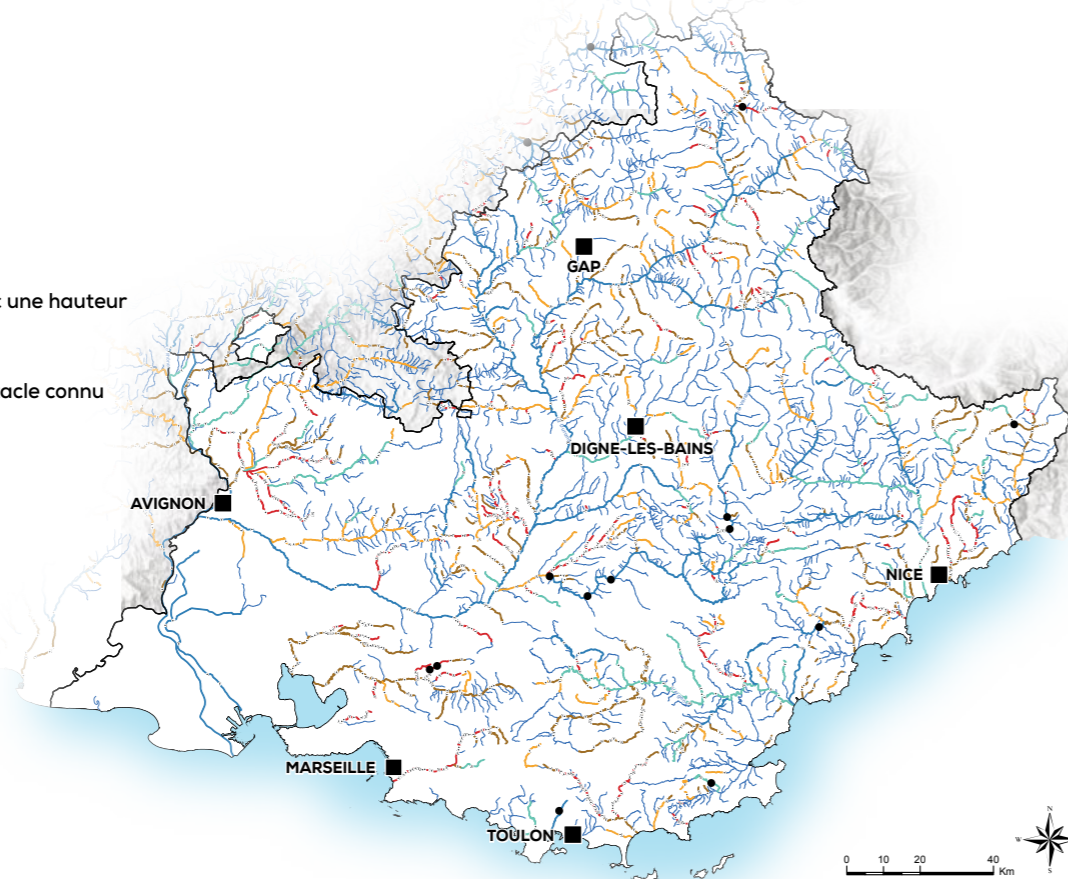 GAP
une hauteur
acle connu
DIGNE-LES-BAINS
AVIGNON
NICE
MARSEILLE
TOULON
N
W
S
0 10 20 40
Km